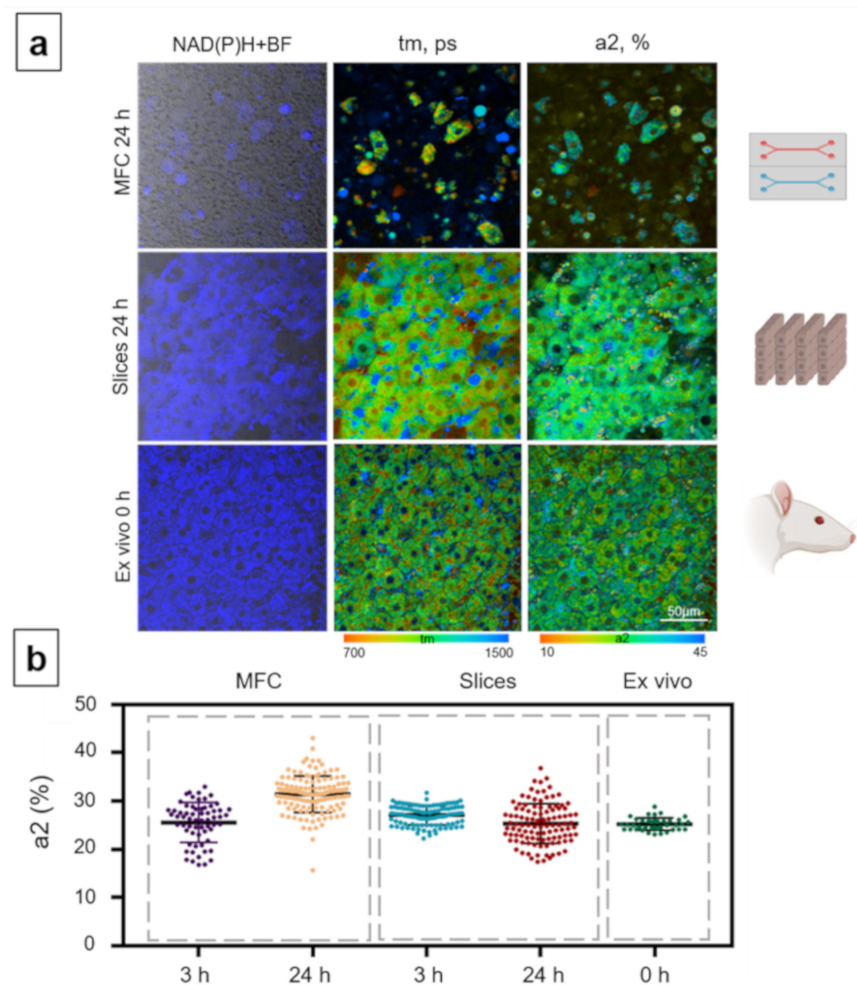 a
NAD(P)H+BF tm, ps a2, %
MFC 24 h
Slices 24 h
Ex vivo 0 h
50µm
tm a2
700 1500 10 45
b
MFC Slices Ex vivo
a2 (%)
50
40
30
20
10
0
3 h 24 h 3 h 24 h 0 h